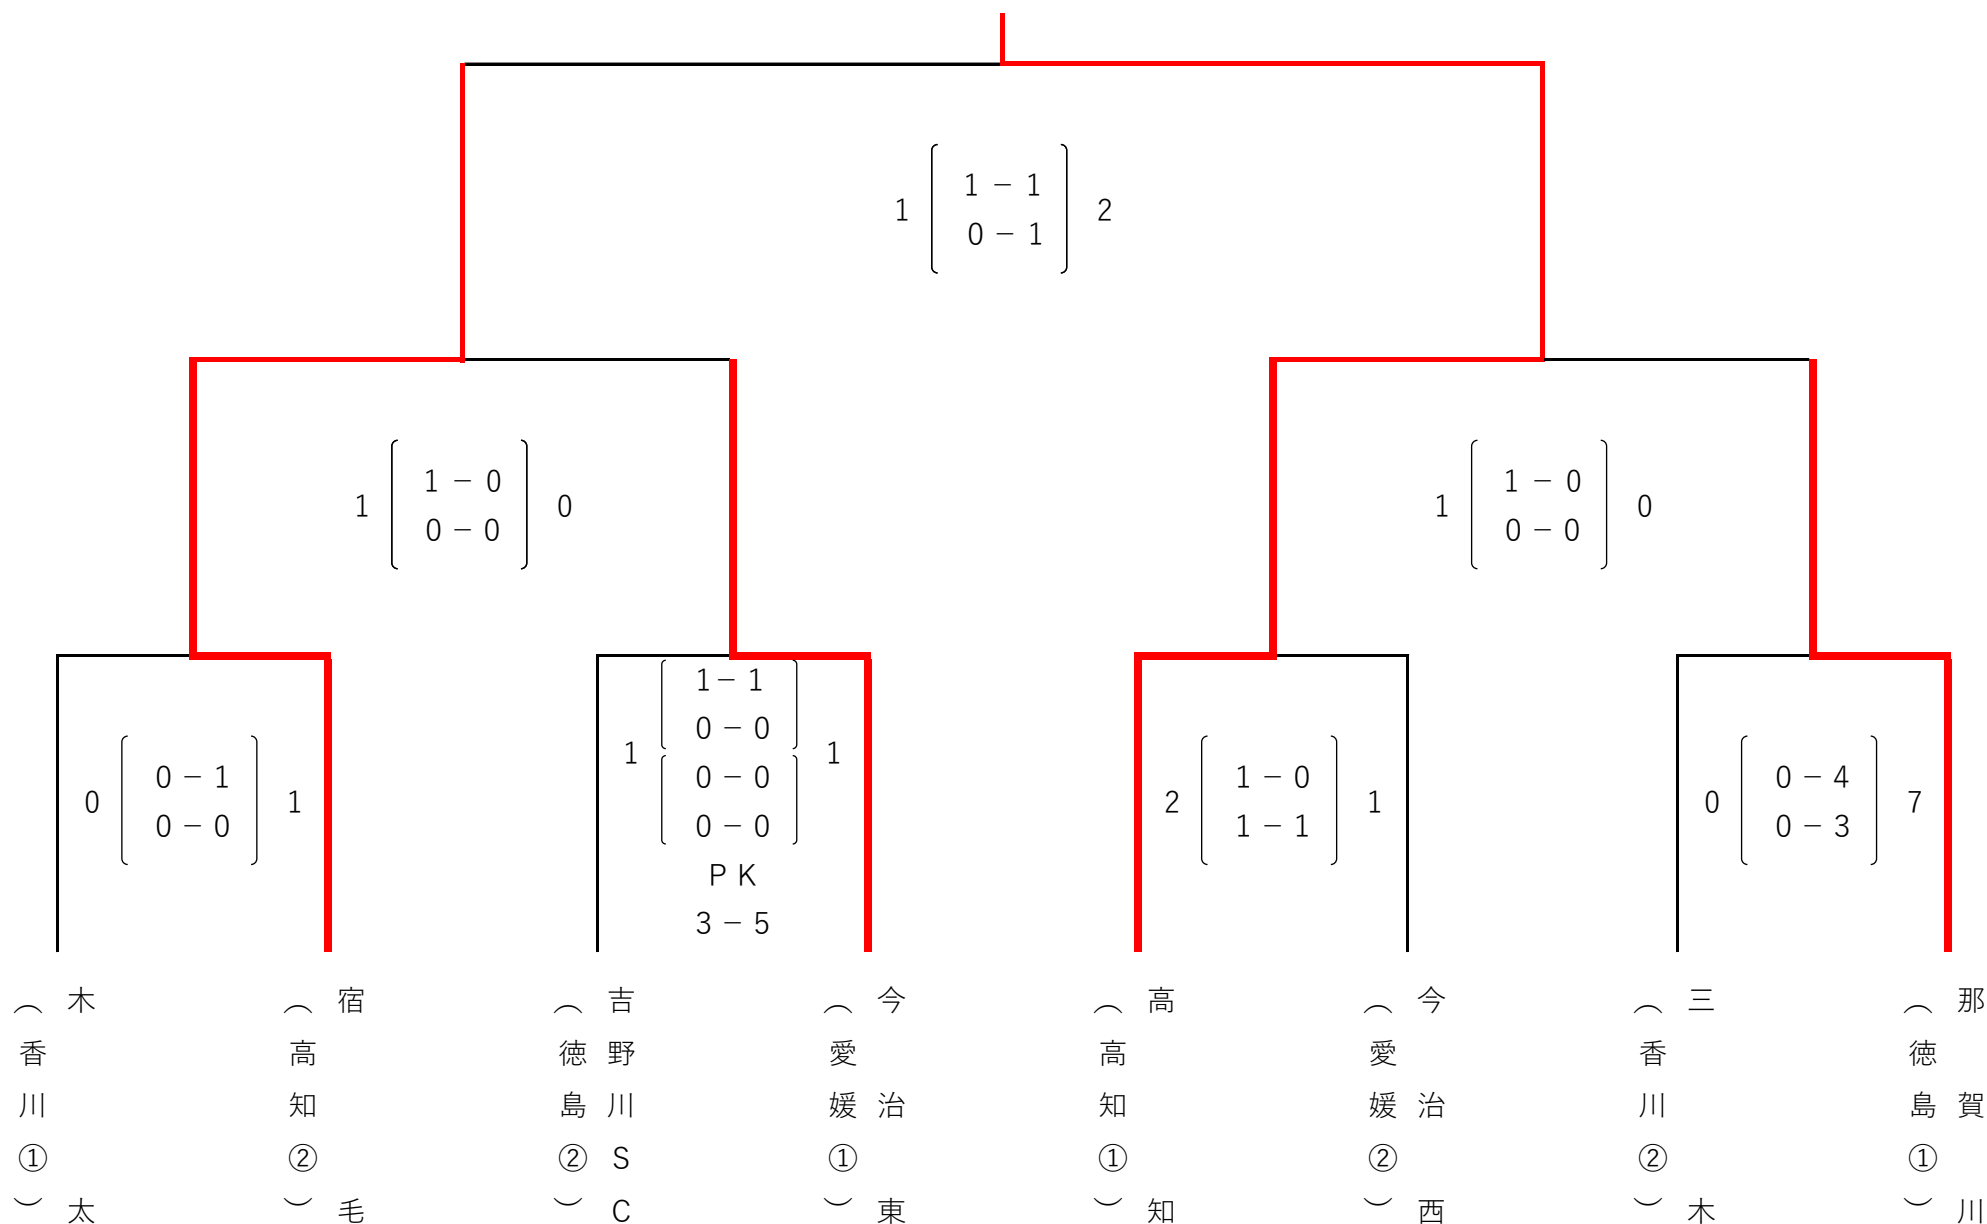 1 － 1
1 2
0 － 1
1 － 0
1 0
0 － 0
1 － 0
1 0
0 － 0
1－ 1
0 － 0
1 1
0 － 0
0 － 0
ＰＫ
3 － 5
0 － 1
0 1
0 － 0
1 － 0
2 1
1 － 1
0 － 4
0 7
0 － 3
木太
（香川①）
宿毛
（高知②）
吉野川ＳＣ
（徳島②）
今治東
（愛媛①）
高知
（高知①）
今治西
（愛媛②）
三木
（香川②）
那賀川
（徳島①）